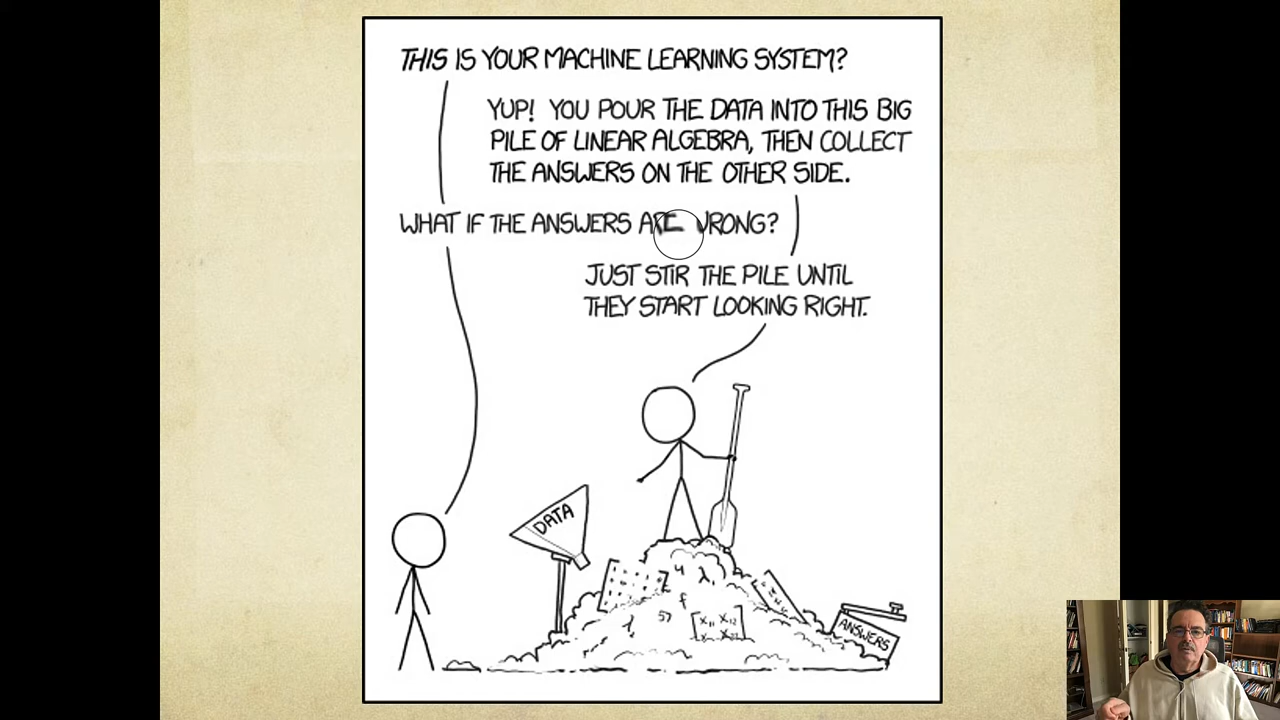 THIS IS YOUR MACHINE LEARNING SYSTEM?
YUP! YOU POUR THE DATA INTO THIS BIG
PILE OF LINEAR ALGEBRA, THEN COLLECT
THE ANSWERS ON THE OTHER SIDE.
WHAT IF THE ANSWERS ARE WRONG?
JUST STIR THE PILE UNTIL
THEY START LOOKING RIGHT.
DATA
ANSWERS